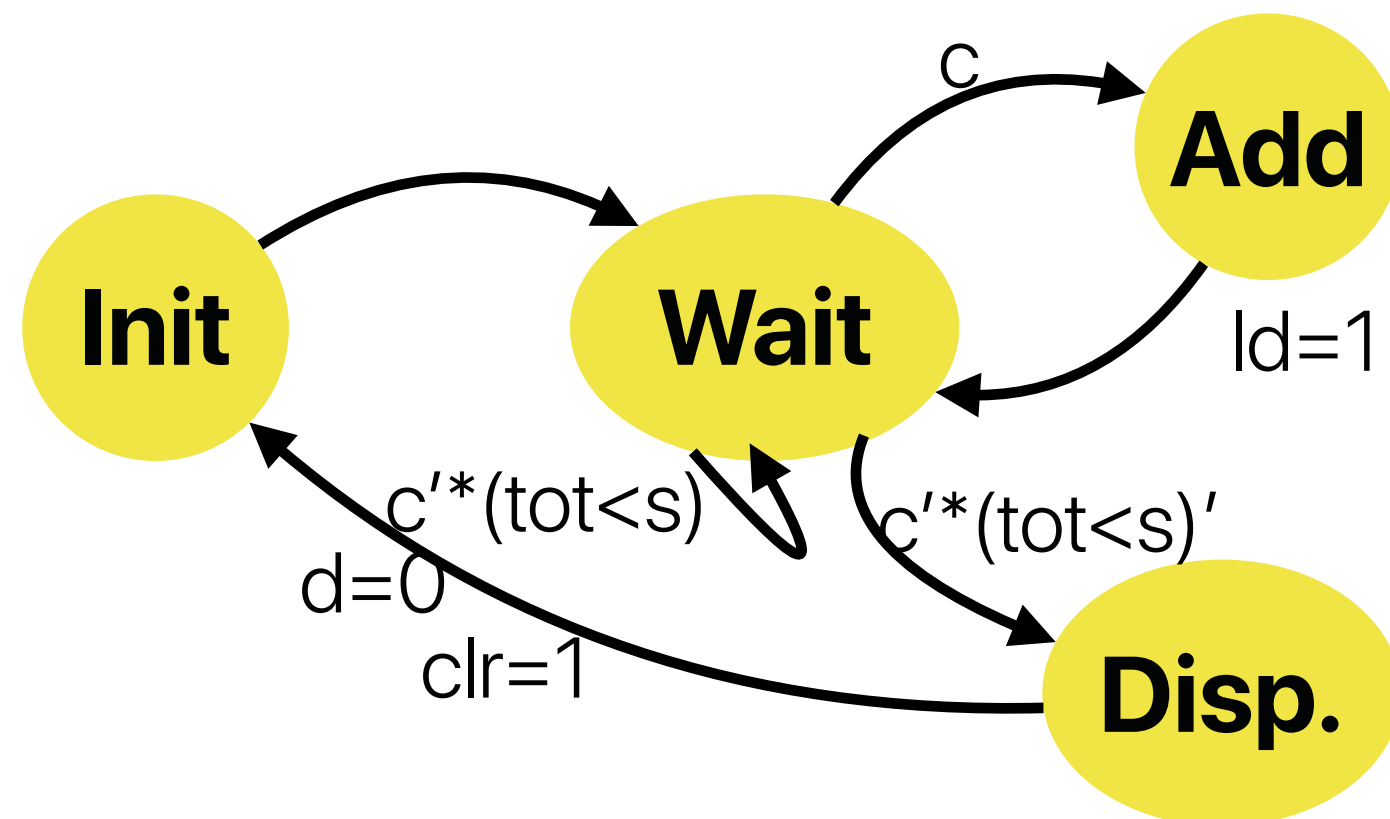 c
Add
Init
Wait
ld=1
c'*(tot<s)
c'*(tot<s)'
d=0
clr=1
Disp.